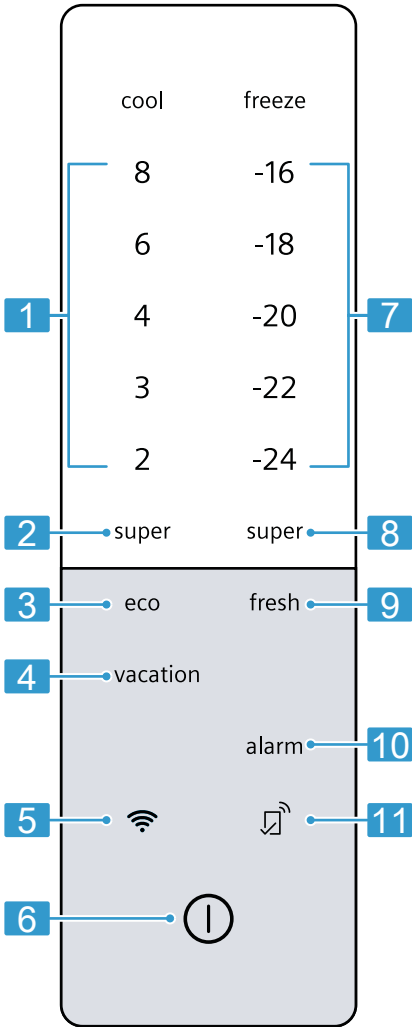 cool freeze
8 -16
6 -18
1 4 -20 7
3 -22
2 -24
2 super super 8
3 eco fresh 9
4 vacation
alarm 10
5 11
6